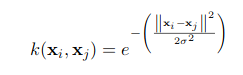 k(𝐱ᵢ, 𝐱ⱼ) = e^{−(‖𝐱ᵢ−𝐱ⱼ‖² / 2σ²)}